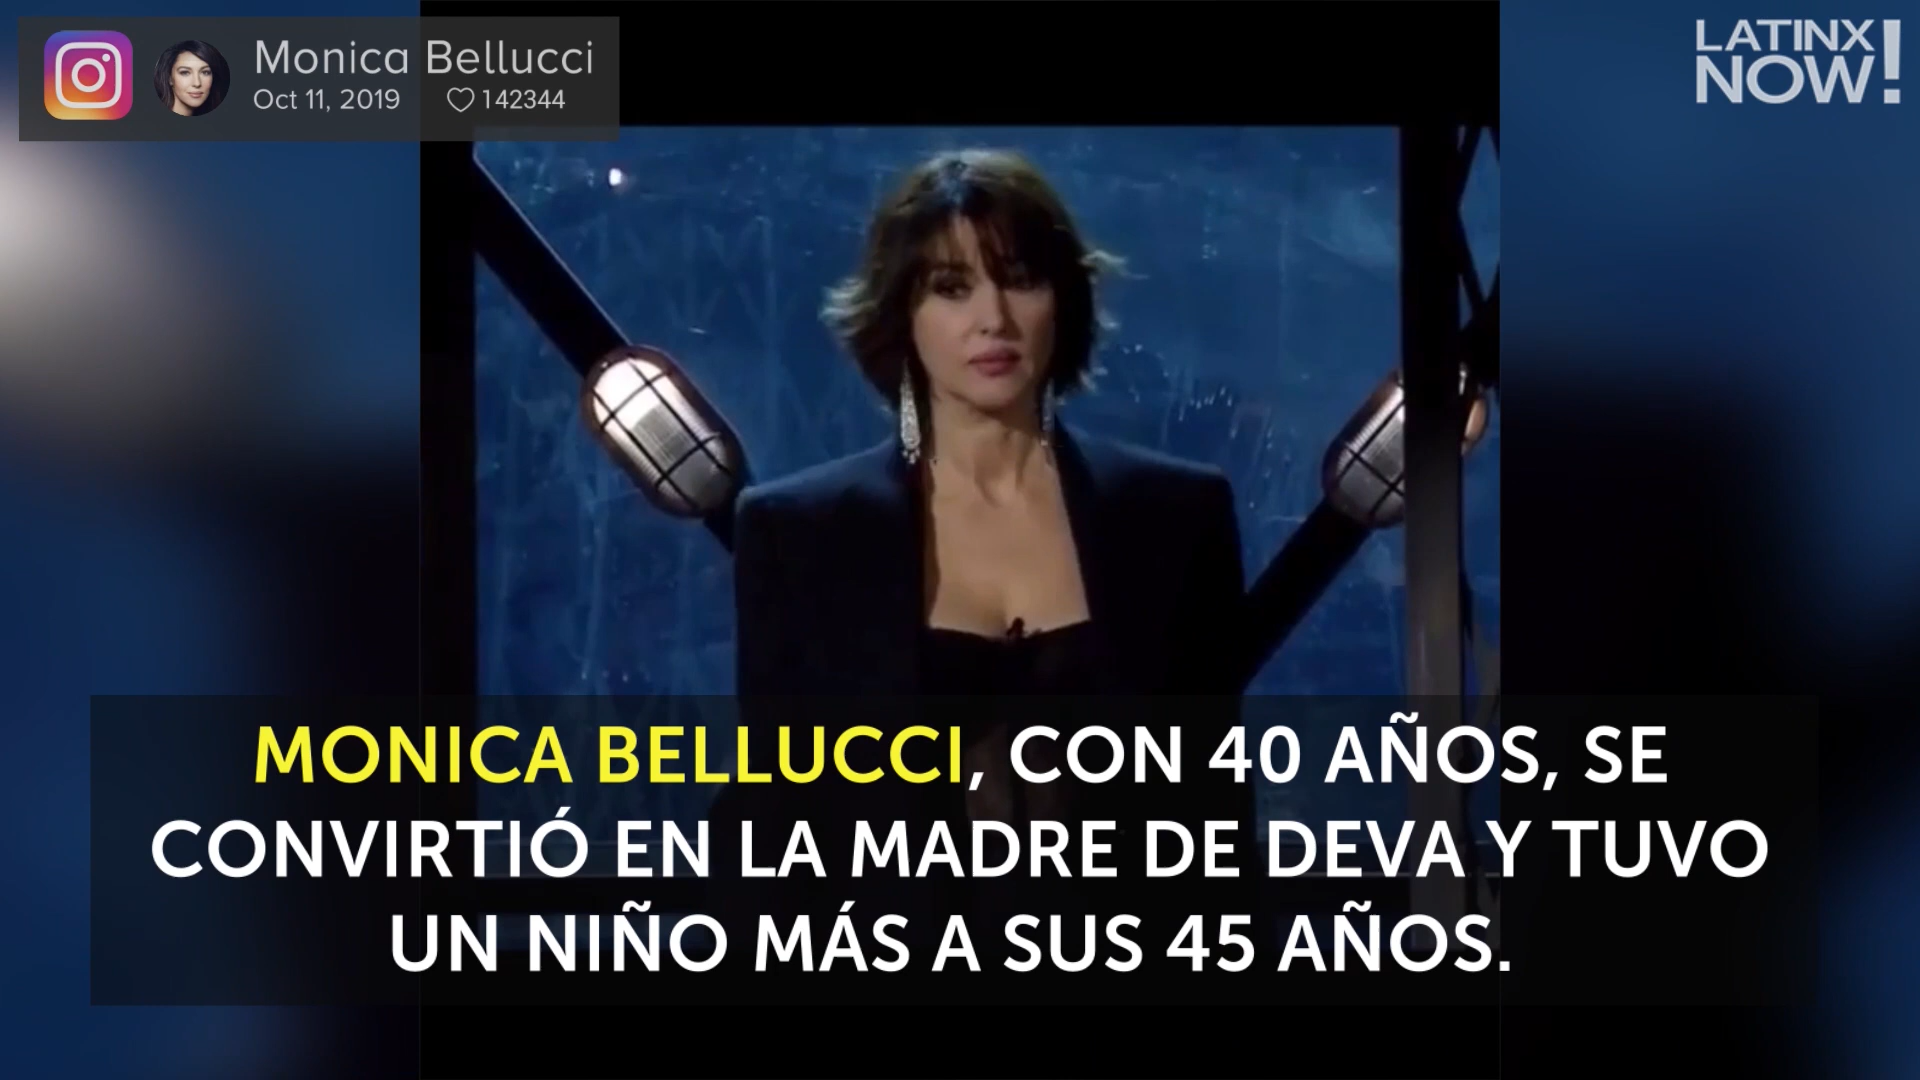 Monica Bellucci
Oct 11, 2019 142344
LATINX
NOW!
MONICA BELLUCCI, CON 40 AÑOS, SE
CONVIRTIÓ EN LA MADRE DE DEVA Y TUVO
UN NIÑO MÁS A SUS 45 AÑOS.